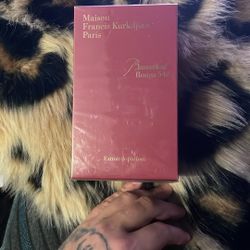 Maison
Francis Kurkdjian
Paris
Baccarat
Rouge 540
Extrait de parfum